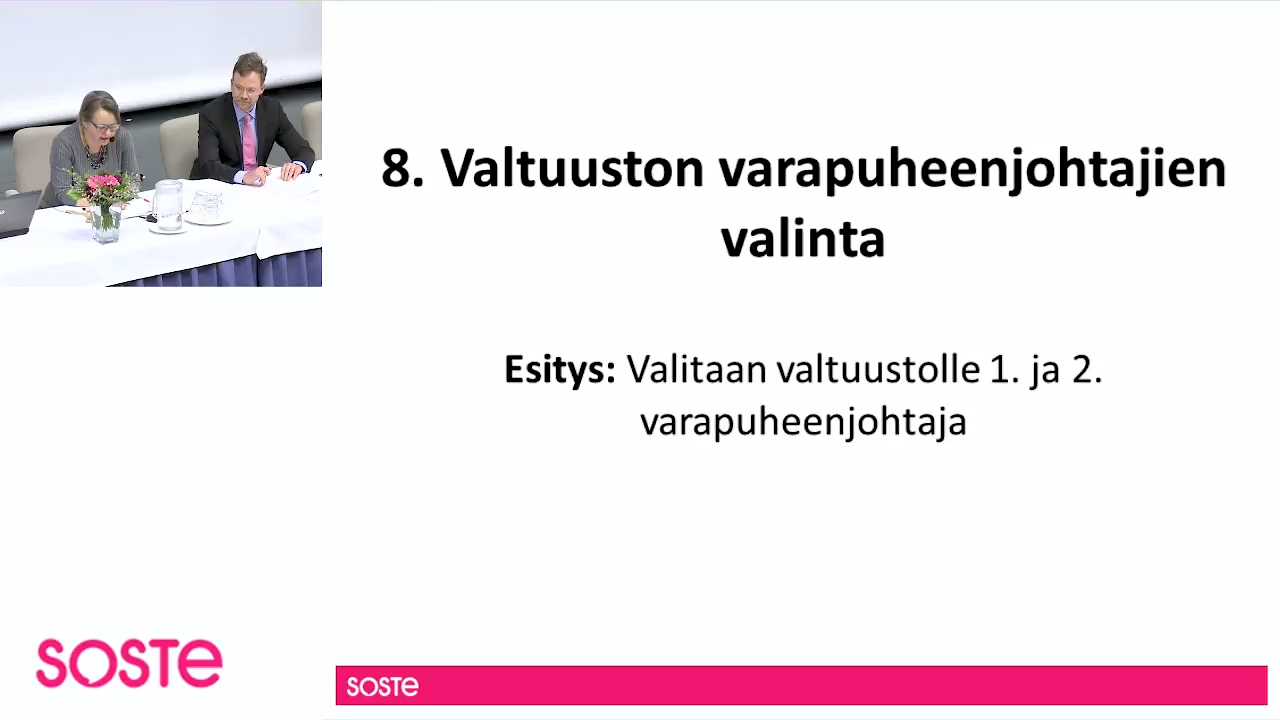 8. Valtuuston varapuheenjohtajien
valinta
Esitys: Valitaan valtuustolle 1. ja 2.
varapuheenjohtaja
SOSTE
SOSTE